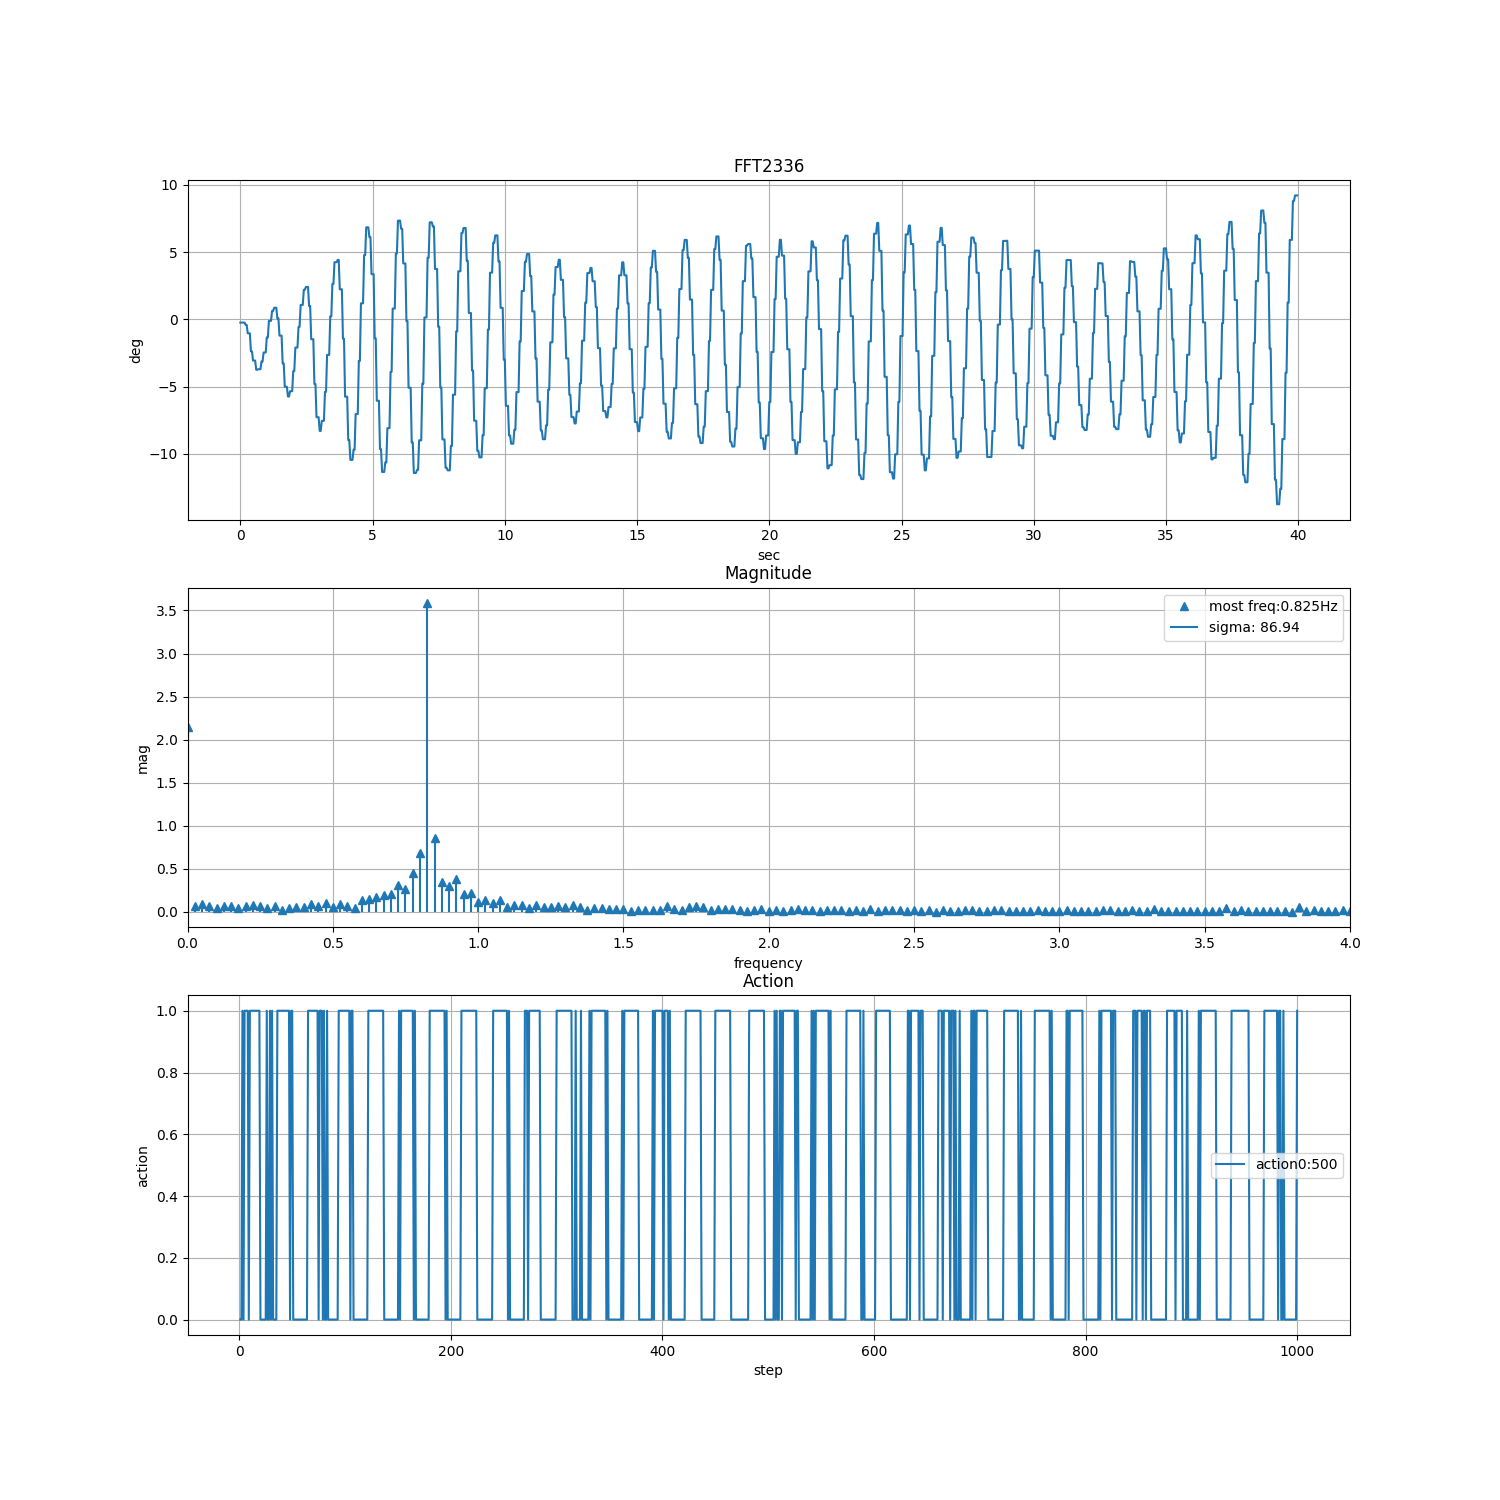 FFT2336
10
5
0
−5
−10
deg
0 5 10 15 20 25 30 35 40
sec
Magnitude
3.5
3.0
2.5
2.0
1.5
1.0
0.5
0.0
mag
most freq:0.825Hz
sigma: 86.94
0.0 0.5 1.0 1.5 2.0 2.5 3.0 3.5 4.0
frequency
Action
1.0
0.8
0.6
0.4
0.2
0.0
action
action0:500
0 200 400 600 800 1000
step